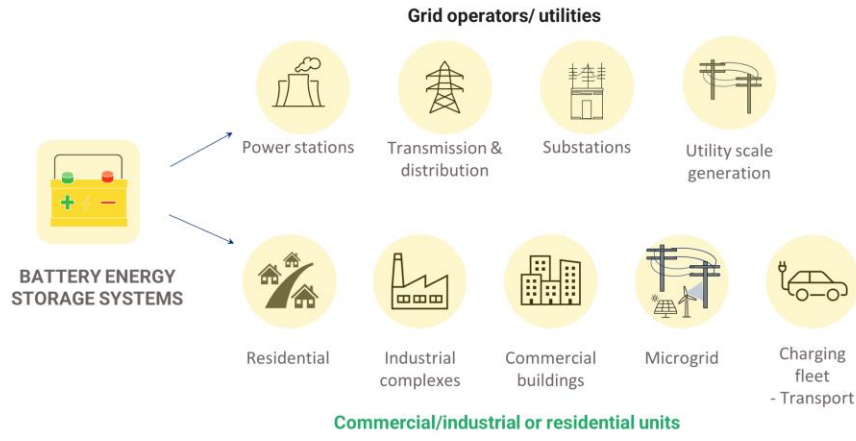 Grid operators/ utilities
Power stations
Transmission &
distribution
Substations
Utility scale
generation
+ −
BATTERY ENERGY
STORAGE SYSTEMS
Residential
Industrial
complexes
Commercial
buildings
Microgrid
Charging
fleet
- Transport
Commercial/industrial or residential units